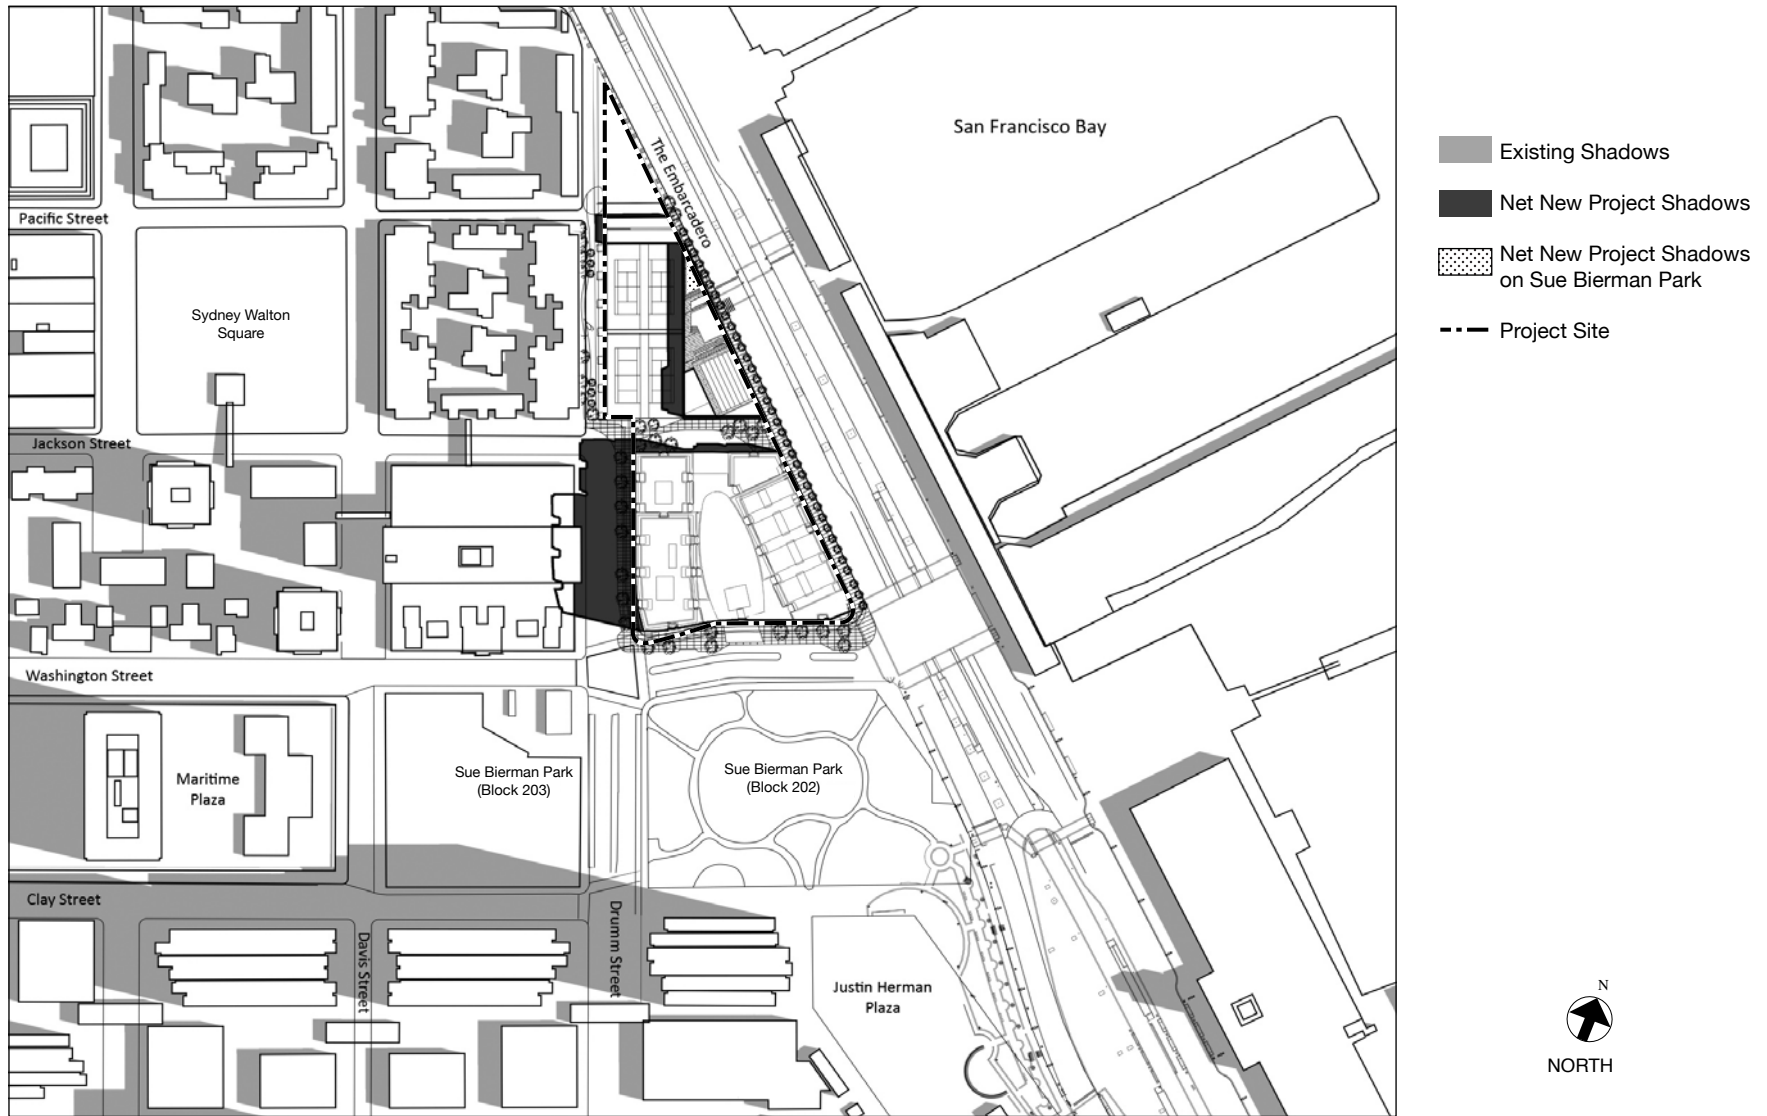 San Francisco Bay
The Embarcadero
Pacific Street
Sydney Walton
Square
Jackson Street
Washington Street
Maritime
Plaza
Sue Bierman Park
(Block 203)
Sue Bierman Park
(Block 202)
Clay Street
Davis Street
Drumm Street
Justin Herman
Plaza
Existing Shadows
Net New Project Shadows
Net New Project Shadows
on Sue Bierman Park
Project Site
N
NORTH